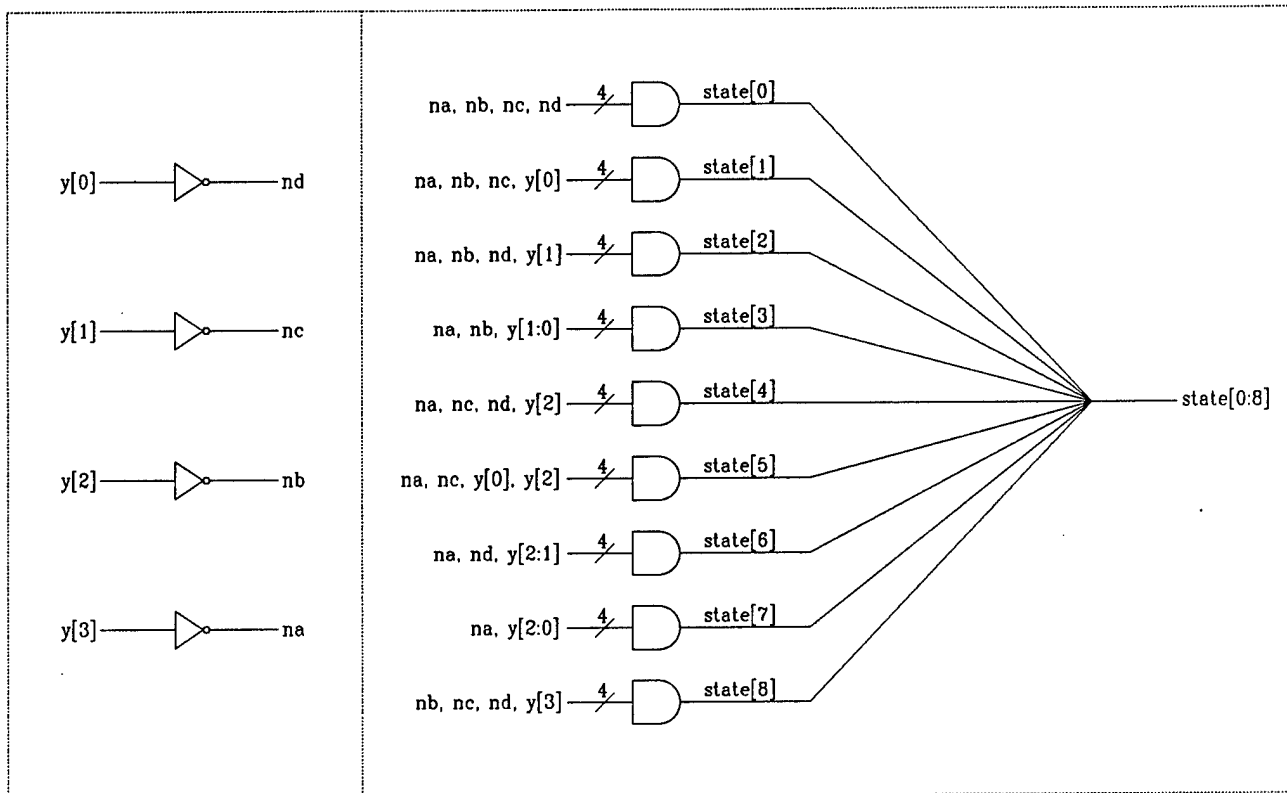 y[0] nd
y[1] nc
y[2] nb
y[3] na
na, nb, nc, nd 4 state[0]
na, nb, nc, y[0] 4 state[1]
na, nb, nd, y[1] 4 state[2]
na, nb, y[1:0] 4 state[3]
na, nc, nd, y[2] 4 state[4]
na, nc, y[0], y[2] 4 state[5]
na, nd, y[2:1] 4 state[6]
na, y[2:0] 4 state[7]
nb, nc, nd, y[3] 4 state[8]
state[0:8]